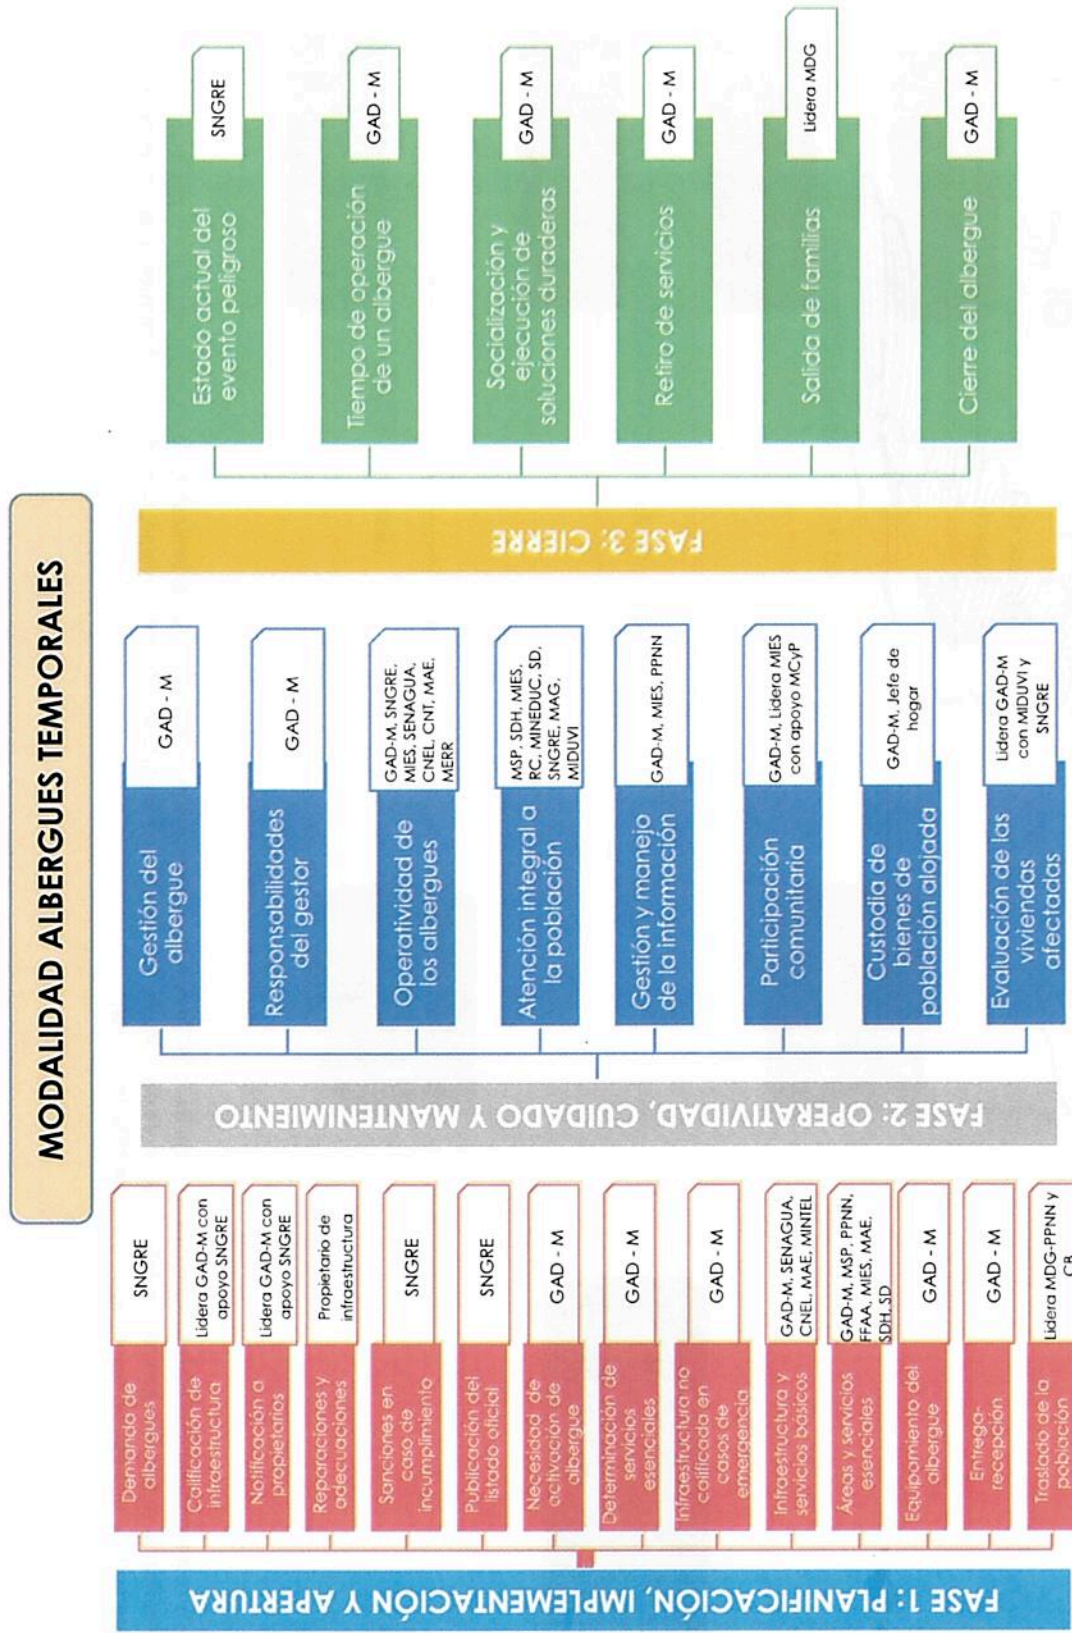 MODALIDAD ALBERGUES TEMPORALES
FASE 1: PLANIFICACIÓN, IMPLEMENTACIÓN Y APERTURA
Demanda de
albergues
SNGRE
Calificación de
infraestructura
Lidera GAD-M con
apoyo SNGRE
Notificación a
propietarios
Lidera GAD-M con
apoyo SNGRE
Reparaciones y
adecuaciones
Propietario de
infraestructura
Sanciones en
caso de
incumplimiento
SNGRE
Publicación del
listado oficial
SNGRE
Necesidad de
activación de
albergue
GAD - M
Determinación de
servicios
esenciales
GAD - M
Infraestructura no
calificada en
casos de
emergencia
GAD - M
Infraestructura y
servicios básicos
GAD-M, SENAGUA,
CNEL, MAE, MINTEL
Áreas y servicios
esenciales
GAD-M, MSP, PPNN,
FFAA, MIES, MAE,
SDH, SD
Equipamiento del
albergue
GAD - M
Entrega-
recepción
GAD - M
Traslado de la
población
Lidera MDG-PPNN y
CB
FASE 2: OPERATIVIDAD, CUIDADO Y MANTENIMIENTO
Gestión del
albergue
GAD - M
Responsabilidades
del gestor
GAD - M
Operatividad de
los albergues
GAD-M, SNGRE,
MIES, SENAGUA,
CNEL, CNT, MAE,
MERR
Atención integral a
la población
MSP, SDH, MIES,
RC, MINEDUC, SD,
SNGRE, MAG,
MIDUVI
Gestión y manejo
de la información
GAD-M, MIES, PPNN
Participación
comunitaria
GAD-M, Lidera MIES
con apoyo MCyP
Custodia de
bienes de
población alojada
GAD-M, Jefe de
hogar
Evaluación de las
viviendas
afectadas
Lidera GAD-M
con MIDUVI y
SNGRE
FASE 3: CIERRE
Estado actual del
evento peligroso
SNGRE
Tiempo de operación
de un albergue
GAD - M
Socialización y
ejecución de
soluciones duraderas
GAD - M
Retiro de servicios
GAD - M
Salida de familias
Lidera MDG
Cierre del albergue
GAD - M